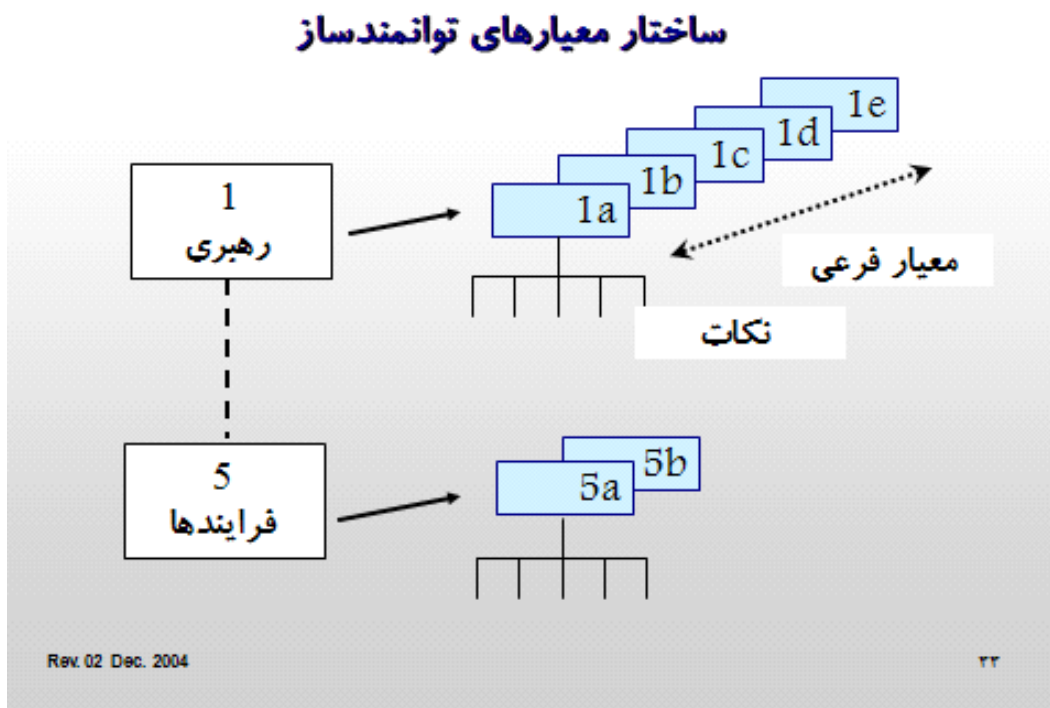 ساختار معیارهای توانمندساز
1e
1d
1c
1b
1a
1
رهبری
معیار فرعی
نکات
5b
5a
5
فرایندها
Rev. 02 Dec. 2004
۲۲